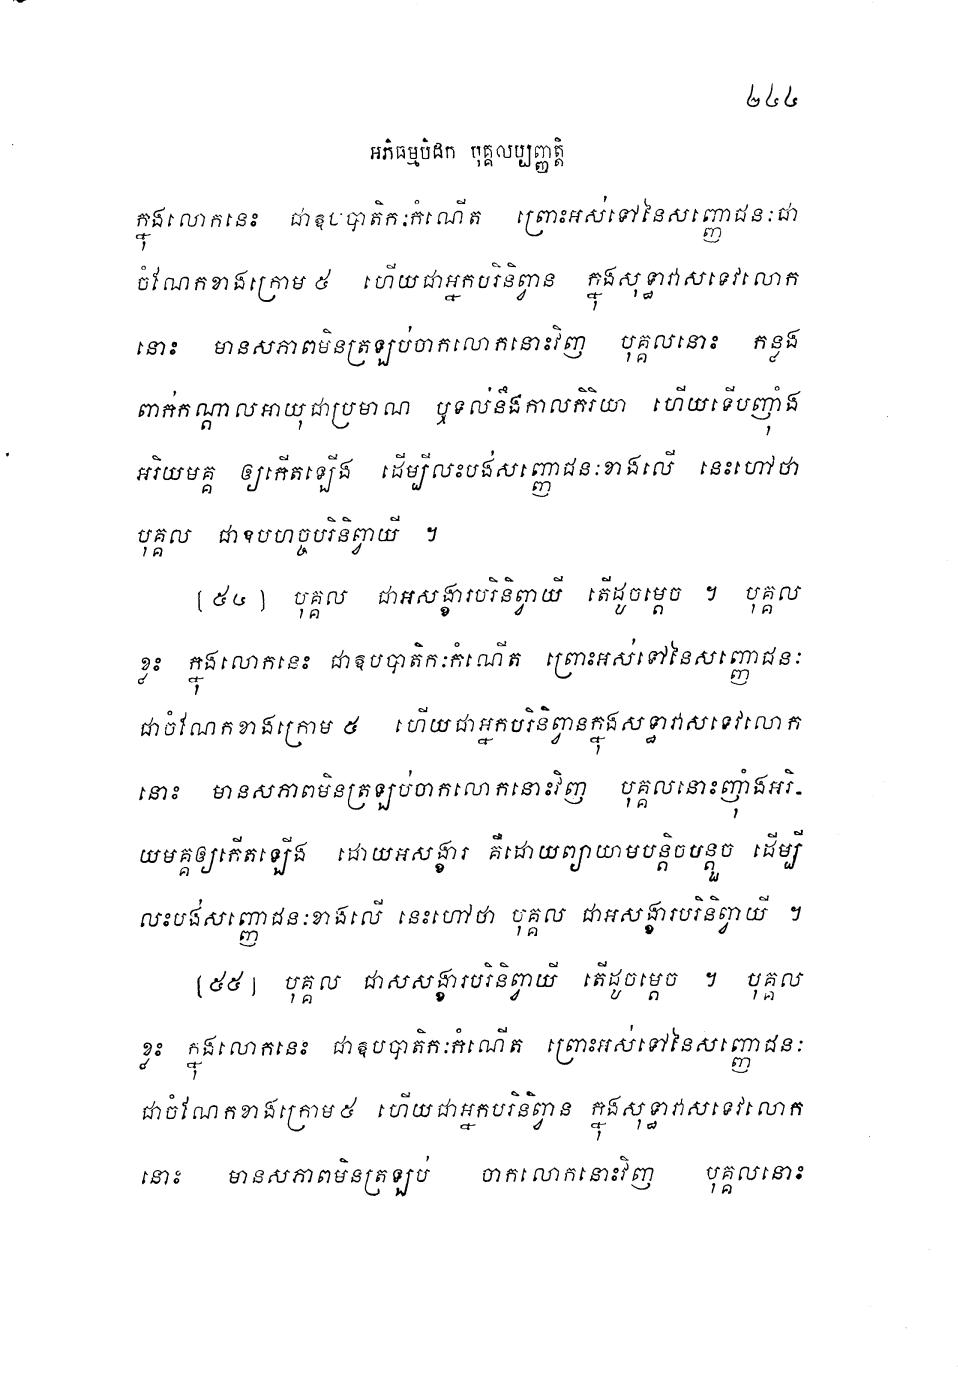 ២៤៤
អភិធម្មបិដក បុគ្គលប្បញ្ញត្តិ
ក្នុងលោកនេះ ជាឧបបាតិកៈកំណើត ព្រោះអស់ទៅនៃសញ្ញោជនៈជា
ចំណែកខាងក្រោម ៥ ហើយជាអ្នកបរិនិព្វាន ក្នុងសុទ្ធាវាសទេវលោក
នោះ មានសភាពមិនត្រឡប់ចាកលោកនោះវិញ បុគ្គលនោះ កន្លង
ពាក់កណ្តាលអាយុជាប្រមាណ ឬទល់នឹងកាលកិរិយា ហើយទើបញុំាង
អរិយមគ្គ ឲ្យកើតឡើង ដើម្បីលះបង់សញ្ញោជនៈខាងលើ នេះហៅថា
បុគ្គល ជាឧបហច្ចបរិនិព្វាយី ។
[៥៤] បុគ្គល ជាអសង្ខារបរិនិព្វាយី តើដូចម្តេច ។ បុគ្គល
ខ្លះ ក្នុងលោកនេះ ជាឧបបាតិកៈកំណើត ព្រោះអស់ទៅនៃសញ្ញោជនៈ
ជាចំណែកខាងក្រោម ៥ ហើយជាអ្នកបរិនិព្វានក្នុងសុទ្ធាវាសទេវលោក
នោះ មានសភាពមិនត្រឡប់ចាកលោកនោះវិញ បុគ្គលនោះញុំាងអរិ-
យមគ្គឲ្យកើតឡើង ដោយអសង្ខារ គឺដោយព្យាយាមបន្តិចបន្តួច ដើម្បី
លះបង់សញ្ញោជនៈខាងលើ នេះហៅថា បុគ្គល ជាអសង្ខារបរិនិព្វាយី ។
[៥៥] បុគ្គល ជាសសង្ខារបរិនិព្វាយី តើដូចម្តេច ។ បុគ្គល
ខ្លះ ក្នុងលោកនេះ ជាឧបបាតិកៈកំណើត ព្រោះអស់ទៅនៃសញ្ញោជនៈ
ជាចំណែកខាងក្រោម ៥ ហើយជាអ្នកបរិនិព្វាន ក្នុងសុទ្ធាវាសទេវលោក
នោះ មានសភាពមិនត្រឡប់ ចាកលោកនោះវិញ បុគ្គលនោះ